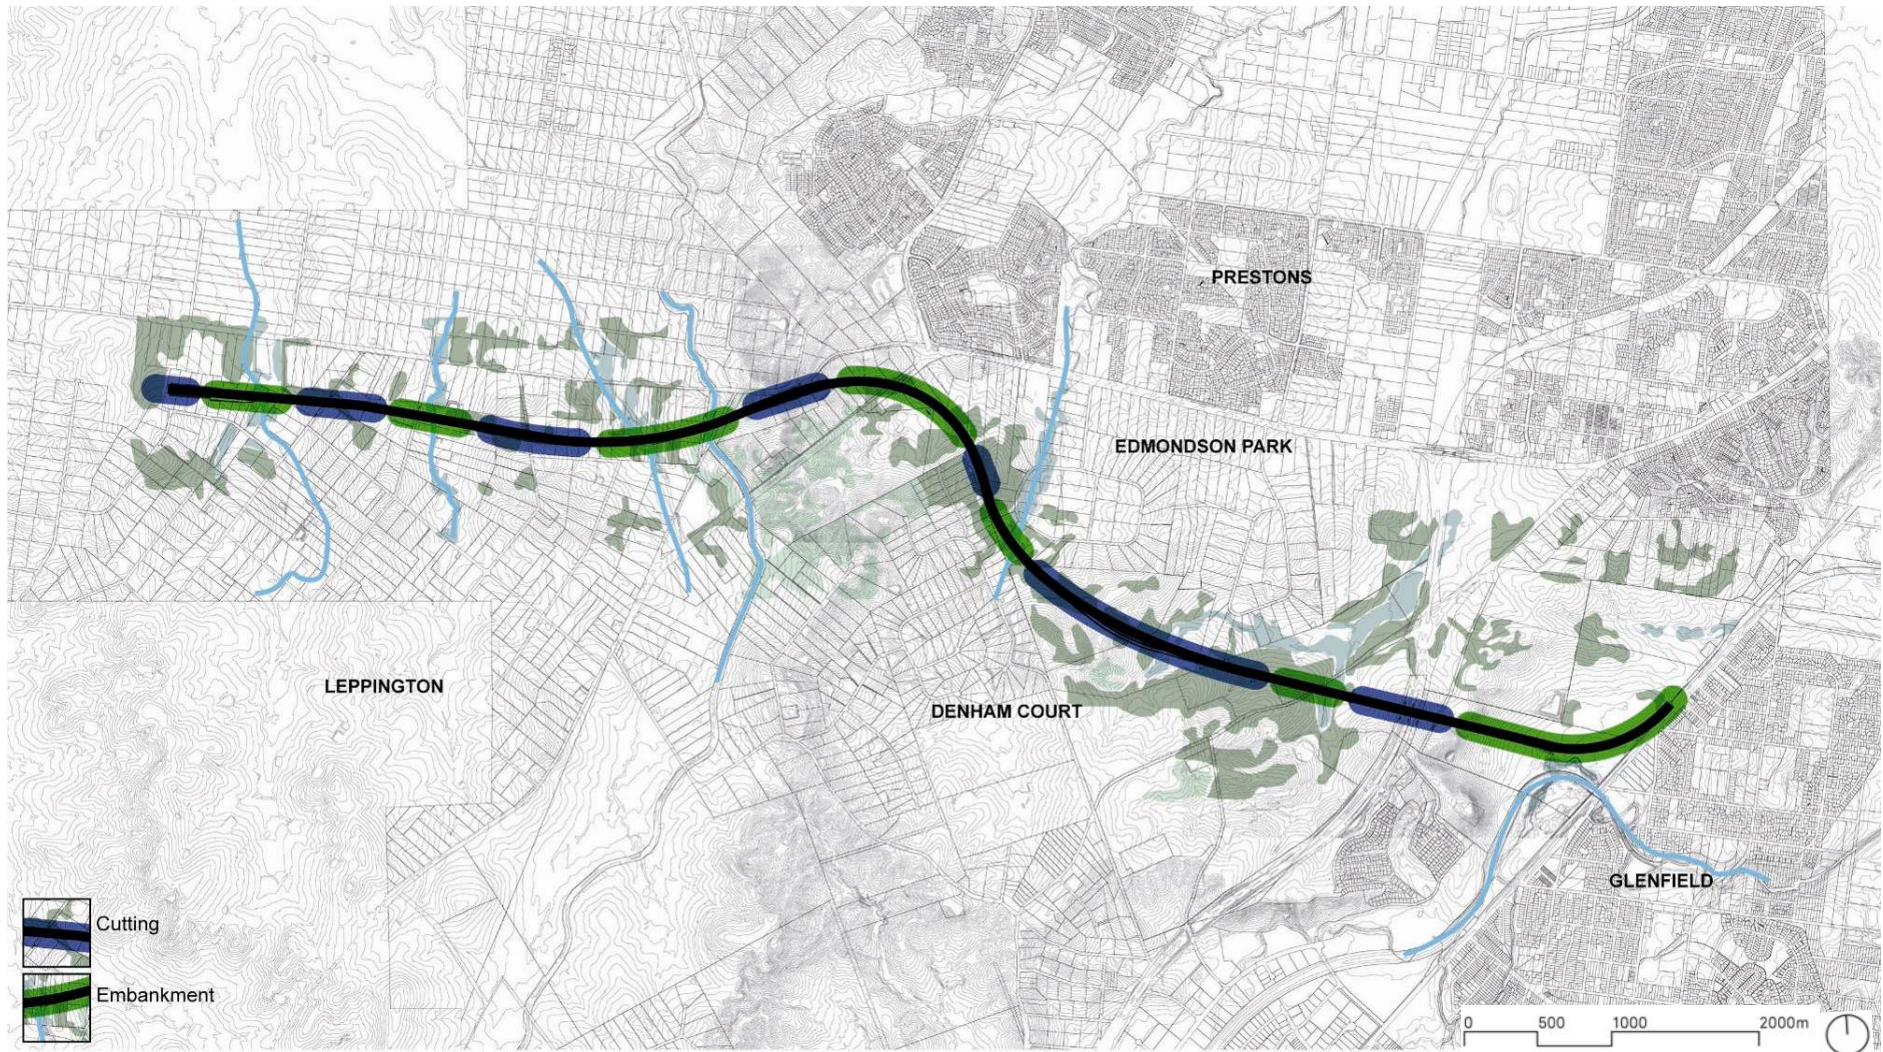 PRESTONS
EDMONDSON PARK
LEPPINGTON
DENHAM COURT
GLENFIELD
Cutting
Embankment
0 500 1000 2000m